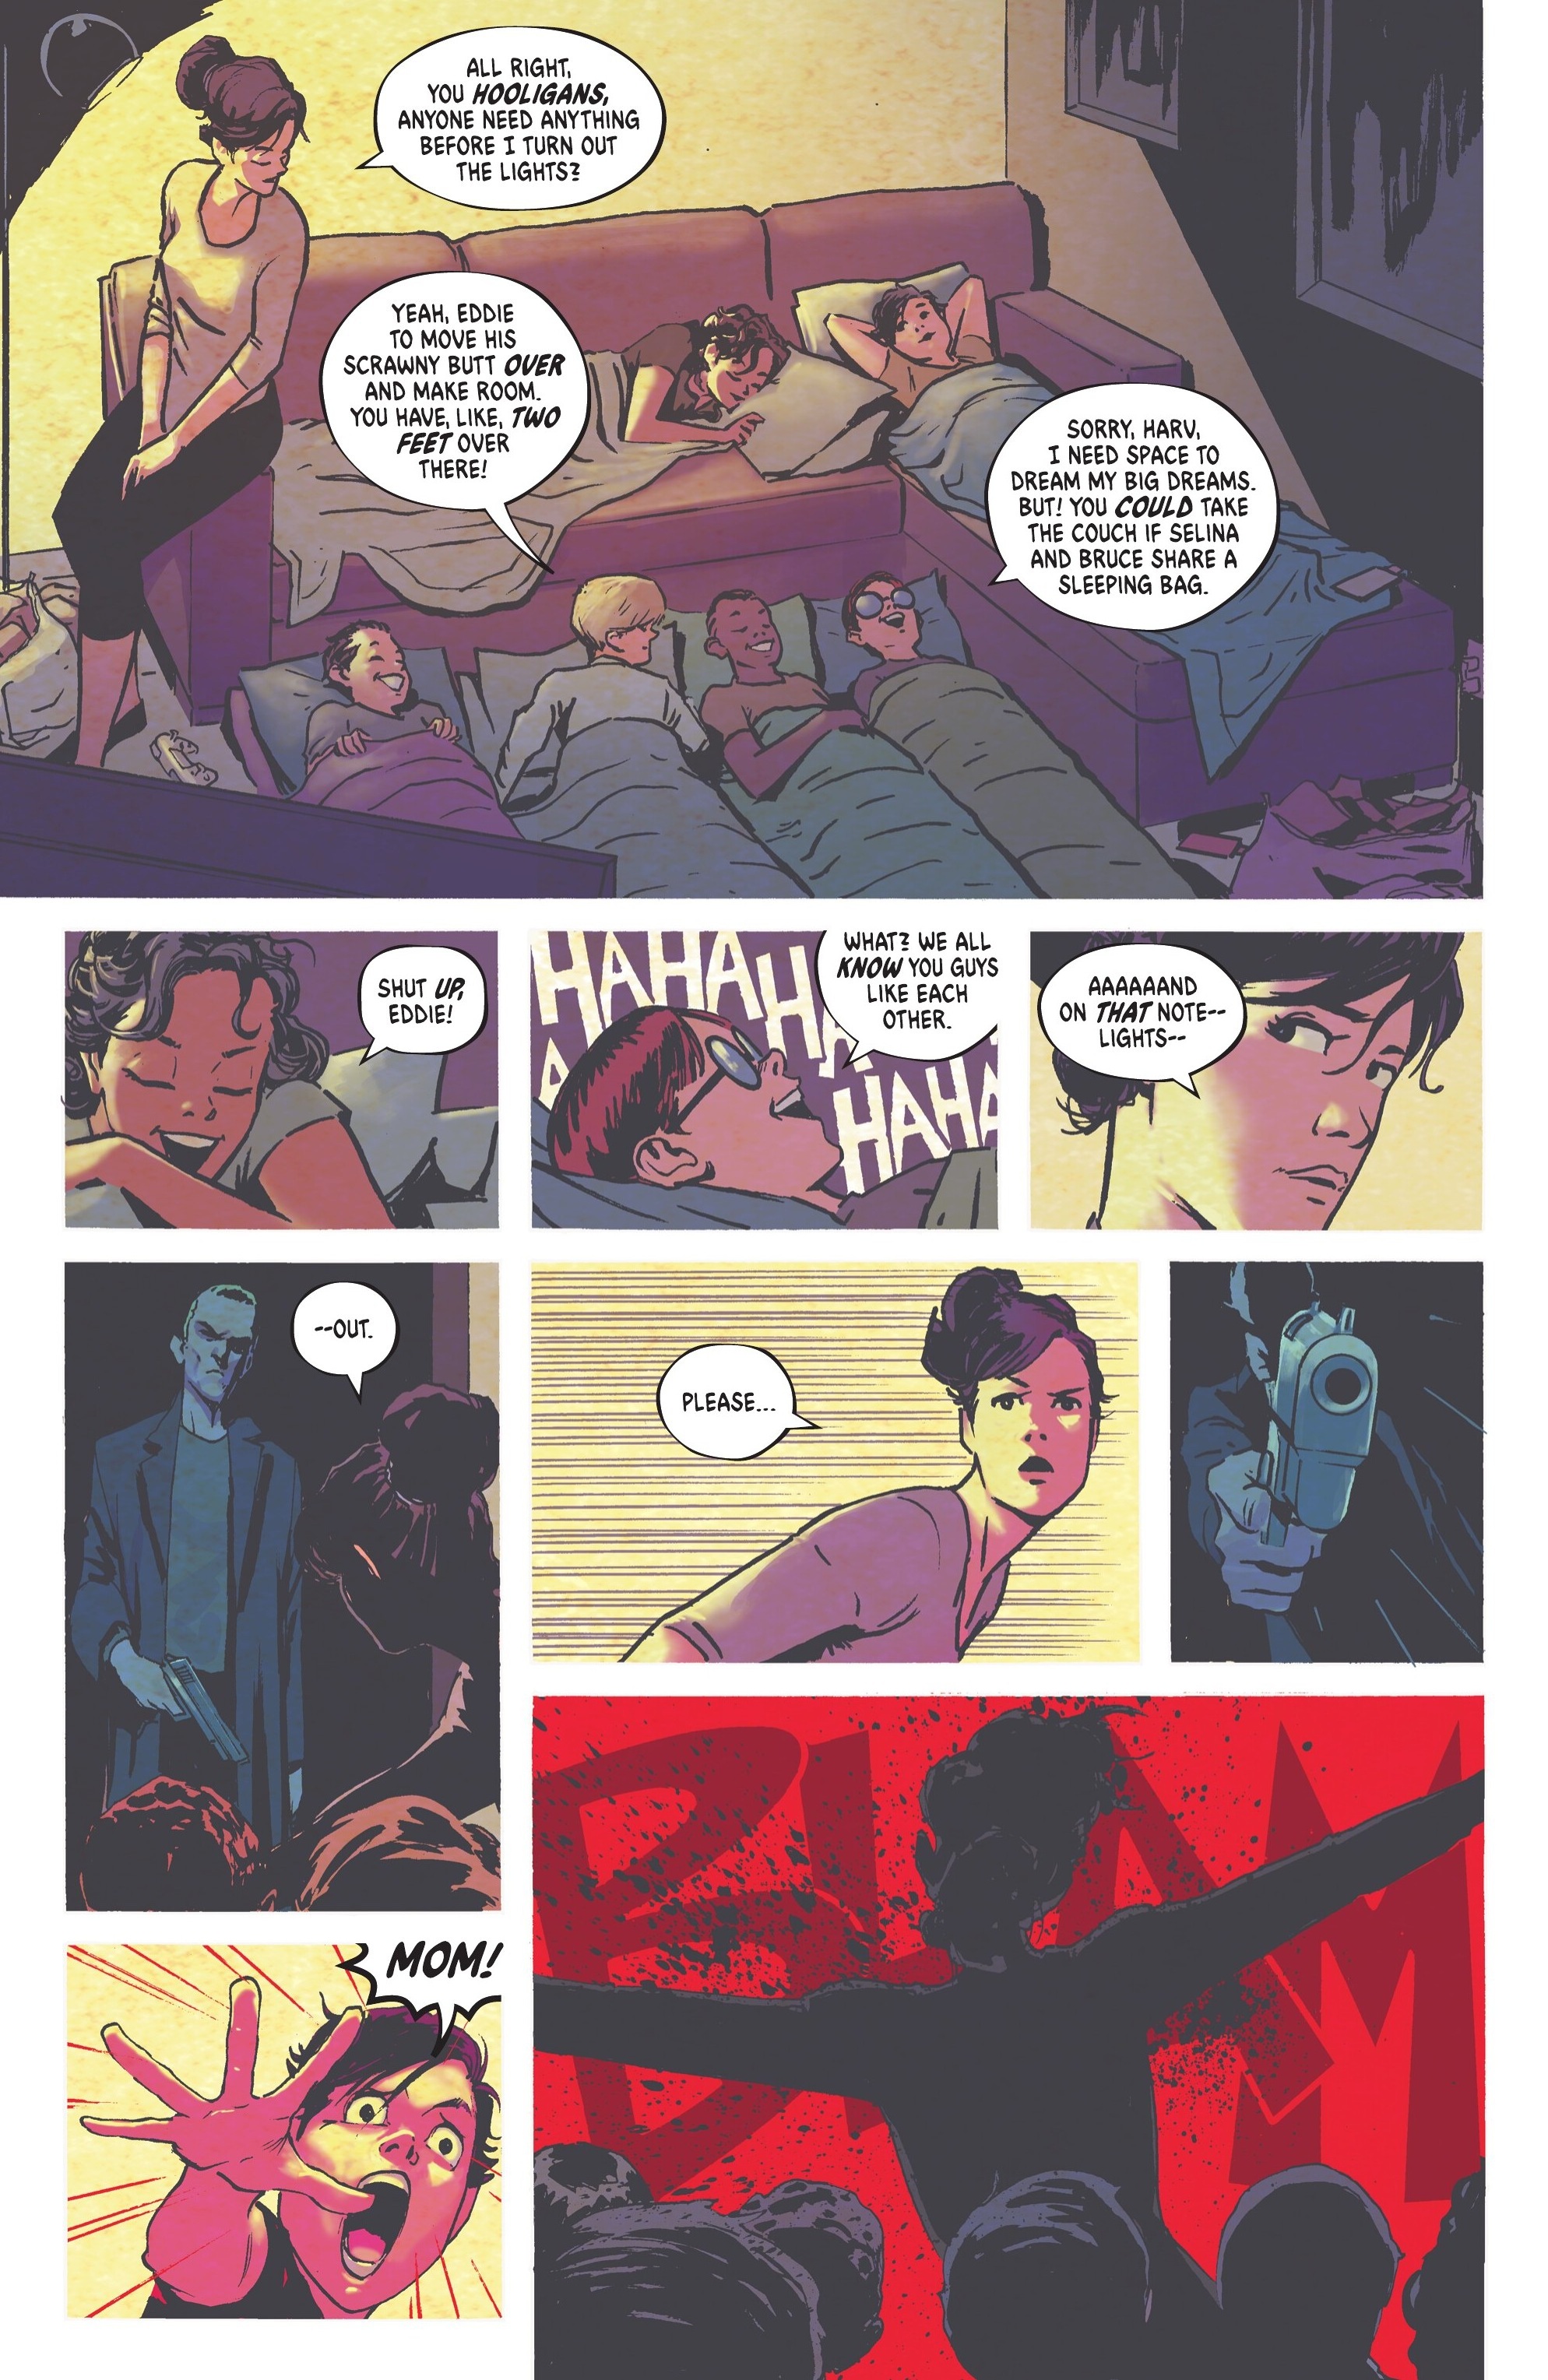 ALL RIGHT,
YOU HOOLIGANS,
ANYONE NEED ANYTHING
BEFORE I TURN OUT
THE LIGHTS?
YEAH, EDDIE
TO MOVE HIS
SCRAWNY BUTT OVER
AND MAKE ROOM.
YOU HAVE, LIKE, TWO
FEET OVER
THERE!
SORRY, HARV,
I NEED SPACE TO
DREAM MY BIG DREAMS.
BUT! YOU COULD TAKE
THE COUCH IF SELINA
AND BRUCE SHARE A
SLEEPING BAG.
SHUT UP,
EDDIE!
HAHAHA
HAHA
WHAT? WE ALL
KNOW YOU GUYS
LIKE EACH
OTHER.
AAAAAAND
ON THAT NOTE--
LIGHTS--
--OUT.
PLEASE...
BLAM
MOM!